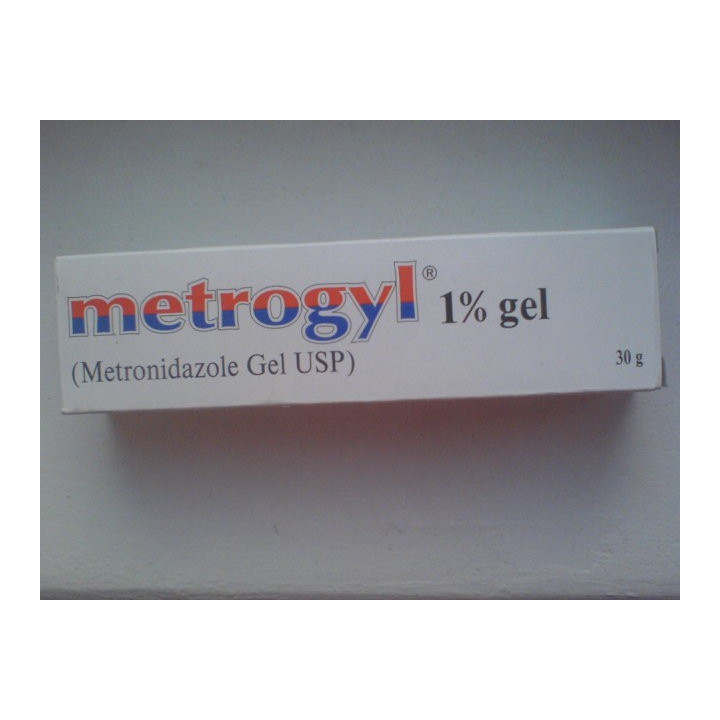 metrogyl® 1% gel
(Metronidazole Gel USP)
30 g